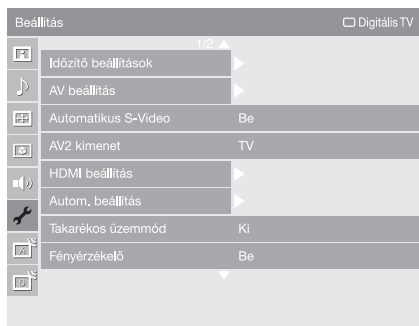 Beállítás Digitális TV
1/2
Időzítő beállítások
AV beállítás
Automatikus S-Video Be
AV2 kimenet TV
HDMI beállítás
Autom. beállítás
Takarékos üzemmód Ki
Fényérzékelő Be
A